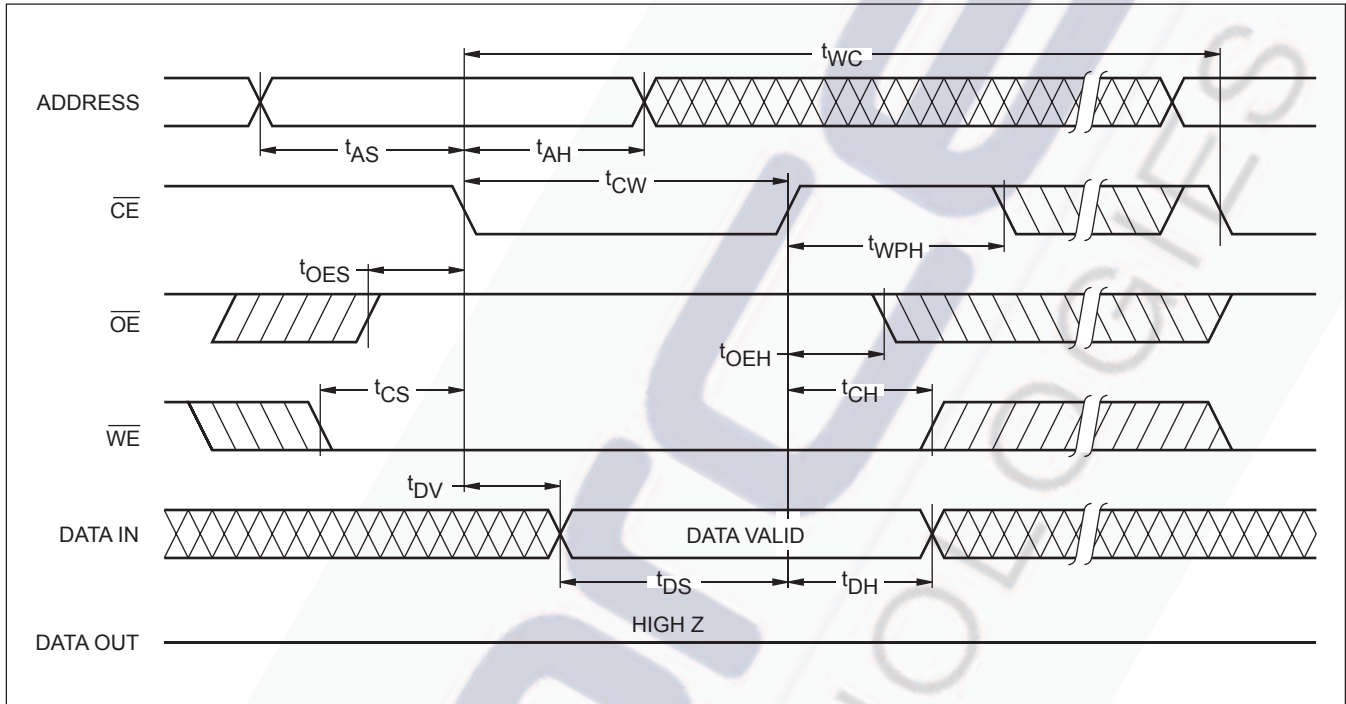 tWC
ADDRESS
tAS
tAH
tCW
CE
tWPH
tOES
OE
tOEH
tCS
tCH
WE
tDV
DATA IN
DATA VALID
tDS
tDH
HIGH Z
DATA OUT